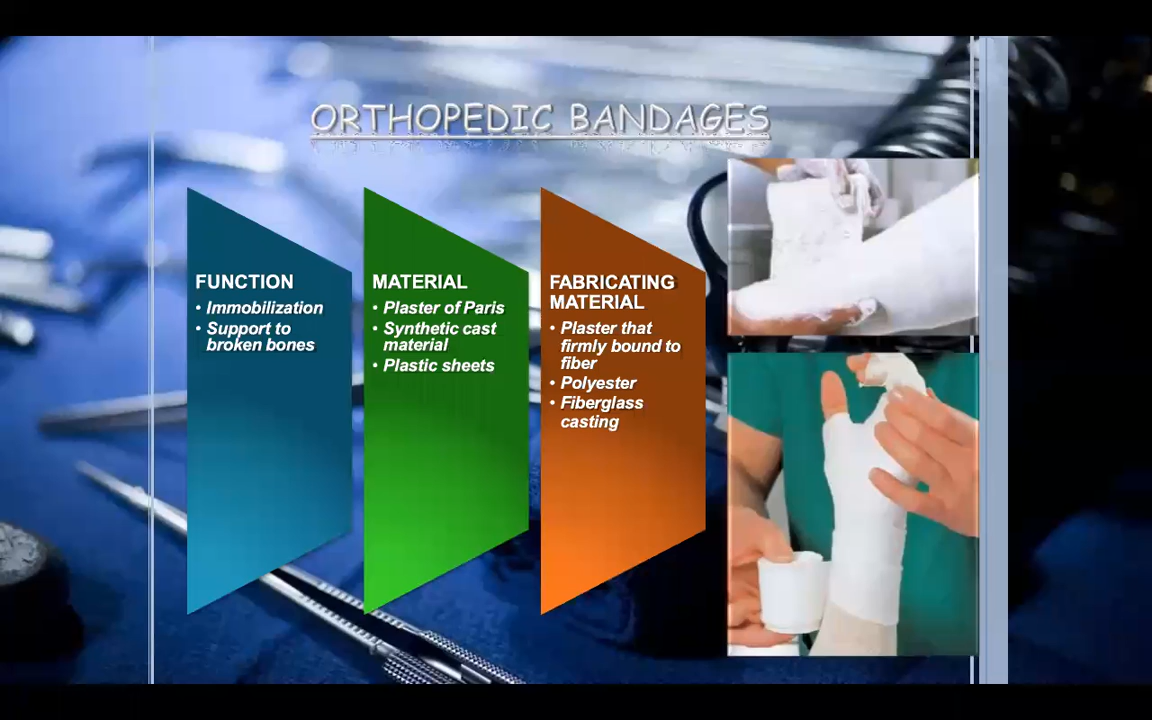 ORTHOPEDIC BANDAGES
FUNCTION
• Immobilization
• Support to
broken bones
MATERIAL
• Plaster of Paris
• Synthetic cast
material
• Plastic sheets
FABRICATING
MATERIAL
• Plaster that
firmly bound to
fiber
• Polyester
• Fiberglass
casting